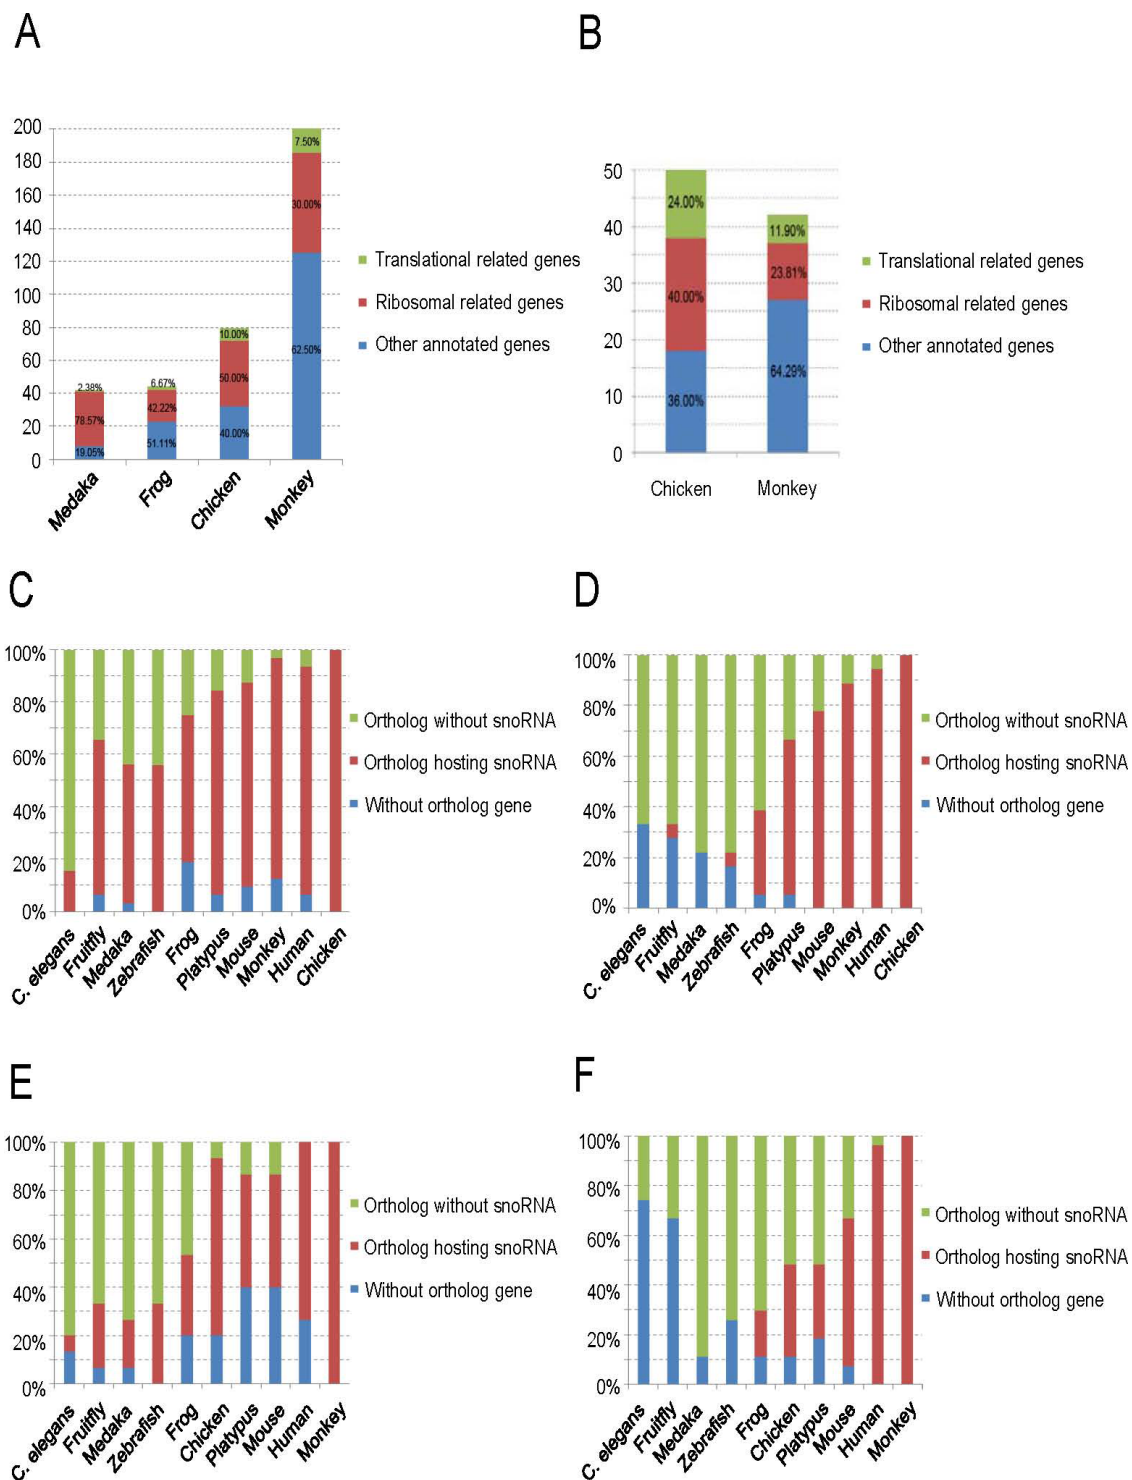 A
200
180
160
140
120
100
80
60
40
20
0
2.38%
78.57%
19.05%
6.67%
42.22%
51.11%
10.00%
50.00%
40.00%
7.50%
30.00%
62.50%
Medaka
Frog
Chicken
Monkey
Translational related genes
Ribosomal related genes
Other annotated genes
B
50
40
30
20
10
0
24.00%
40.00%
36.00%
11.90%
23.81%
64.29%
Chicken
Monkey
Translational related genes
Ribosomal related genes
Other annotated genes
C
100%
80%
60%
40%
20%
0%
C. elegans
Fruitfly
Medaka
Zebrafish
Frog
Platypus
Mouse
Monkey
Human
Chicken
Ortholog without snoRNA
Ortholog hosting snoRNA
Without ortholog gene
D
100%
80%
60%
40%
20%
0%
C. elegans
Fruitfly
Medaka
Zebrafish
Frog
Platypus
Mouse
Monkey
Human
Chicken
Ortholog without snoRNA
Ortholog hosting snoRNA
Without ortholog gene
E
100%
80%
60%
40%
20%
0%
C. elegans
Fruitfly
Medaka
Zebrafish
Frog
Chicken
Platypus
Mouse
Human
Monkey
Ortholog without snoRNA
Ortholog hosting snoRNA
Without ortholog gene
F
100%
80%
60%
40%
20%
0%
C. elegans
Fruitfly
Medaka
Zebrafish
Frog
Chicken
Platypus
Mouse
Human
Monkey
Ortholog without snoRNA
Ortholog hosting snoRNA
Without ortholog gene